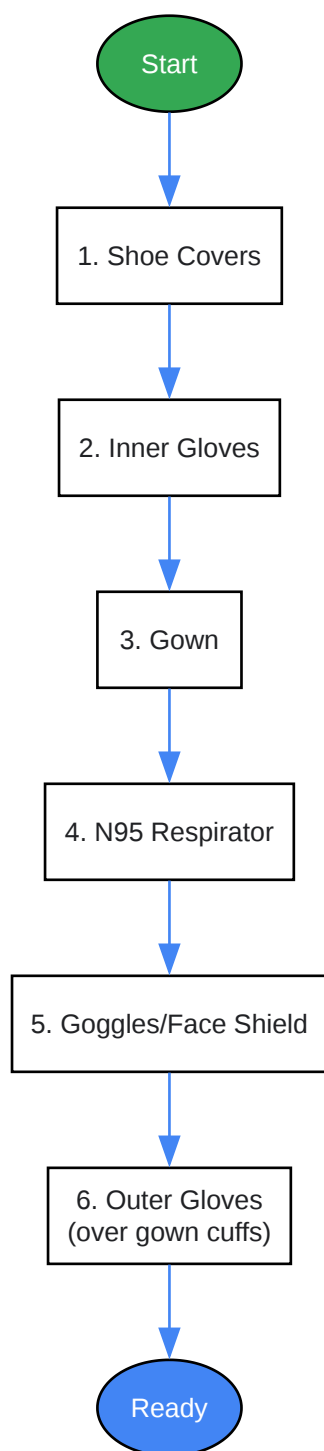 Start
1. Shoe Covers
2. Inner Gloves
3. Gown
4. N95 Respirator
5. Goggles/Face Shield
6. Outer Gloves
(over gown cuffs)
Ready